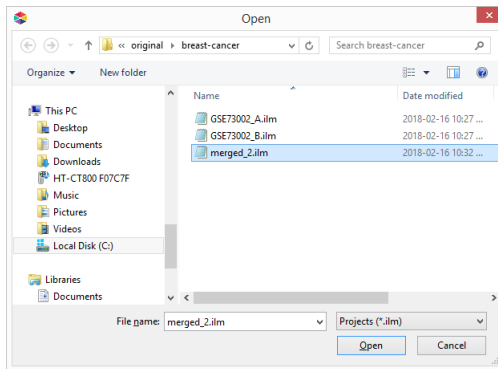 Open
« original ▸ breast-cancer
Search breast-cancer
Organize
New folder
Name
Date modified
This PC
Desktop
Documents
Downloads
HT-CT800 F07C7F
Music
Pictures
Videos
Local Disk (C:)
Libraries
Documents
GSE73002_A.ilm 2018-02-16 10:27 ...
GSE73002_B.ilm 2018-02-16 10:27 ...
merged_2.ilm 2018-02-16 10:32 ...
File name: merged_2.ilm
Projects (*.ilm)
Open
Cancel